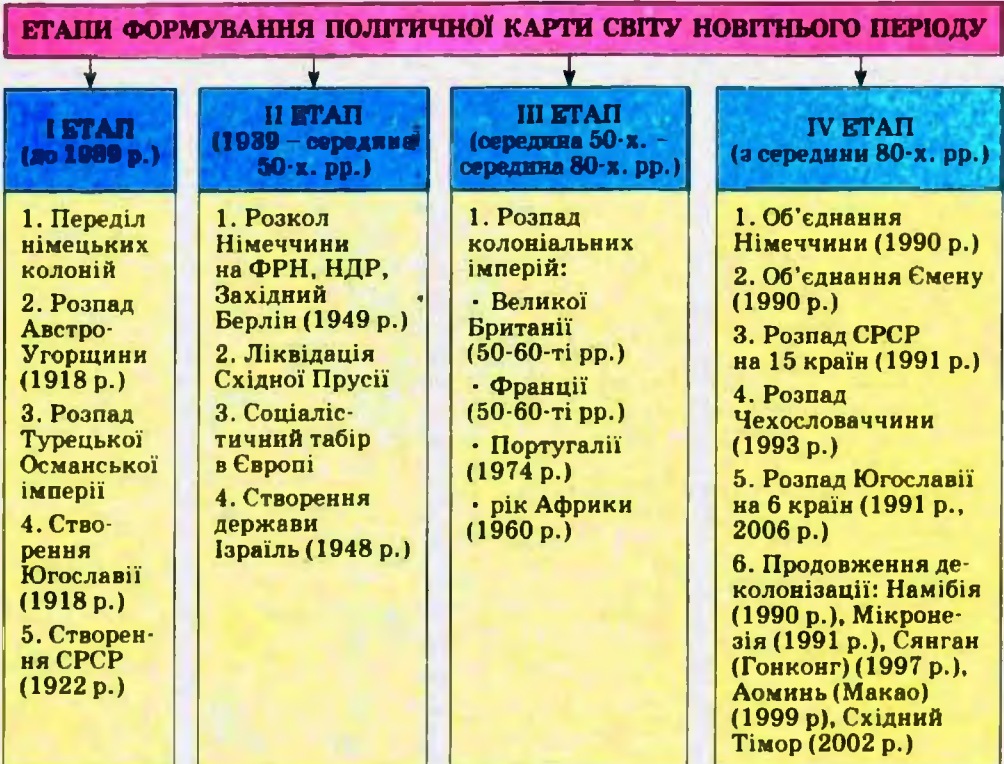 ЕТАПИ ФОРМУВАННЯ ПОЛІТИЧНОЇ КАРТИ СВІТУ НОВІТНЬОГО ПЕРІОДУ
І ЕТАП
(до 1939 р.)
1. Переділ
німецьких
колоній
2. Розпад
Австро-
Угорщини
(1918 р.)
3. Розпад
Турецької
Османської
імперії
4. Ство-
рення
Югославії
(1918 р.)
5. Створен-
ня СРСР
(1922 р.)
ІІ ЕТАП
(1939 – середина
50-х. рр.)
1. Розкол
Німеччини
на ФРН, НДР,
Західний
Берлін (1949 р.)
2. Ліквідація
Східної Прусії
3. Соціаліс-
тичний табір
в Європі
4. Створення
держави
Ізраїль (1948 р.)
ІІІ ЕТАП
(середина 50-х. –
середина 80-х. рр.)
1. Розпад
колоніальних
імперій:
· Великої
Британії
(50-60-ті рр.)
· Франції
(50-60-ті рр.)
· Португалії
(1974 р.)
· рік Африки
(1960 р.)
IV ЕТАП
(з середини 80-х. рр.)
1. Об’єднання
Німеччини (1990 р.)
2. Об’єднання Ємену
(1990 р.)
3. Розпад СРСР
на 15 країн (1991 р.)
4. Розпад
Чехословаччини
(1993 р.)
5. Розпад Югославії
на 6 країн (1991 р.,
2006 р.)
6. Продовження де-
колонізації: Намібія
(1990 р.), Мікроне-
зія (1991 р.), Сянган
(Гонконг) (1997 р.),
Аоминь (Макао)
(1999 р), Східний
Тімор (2002 р.)